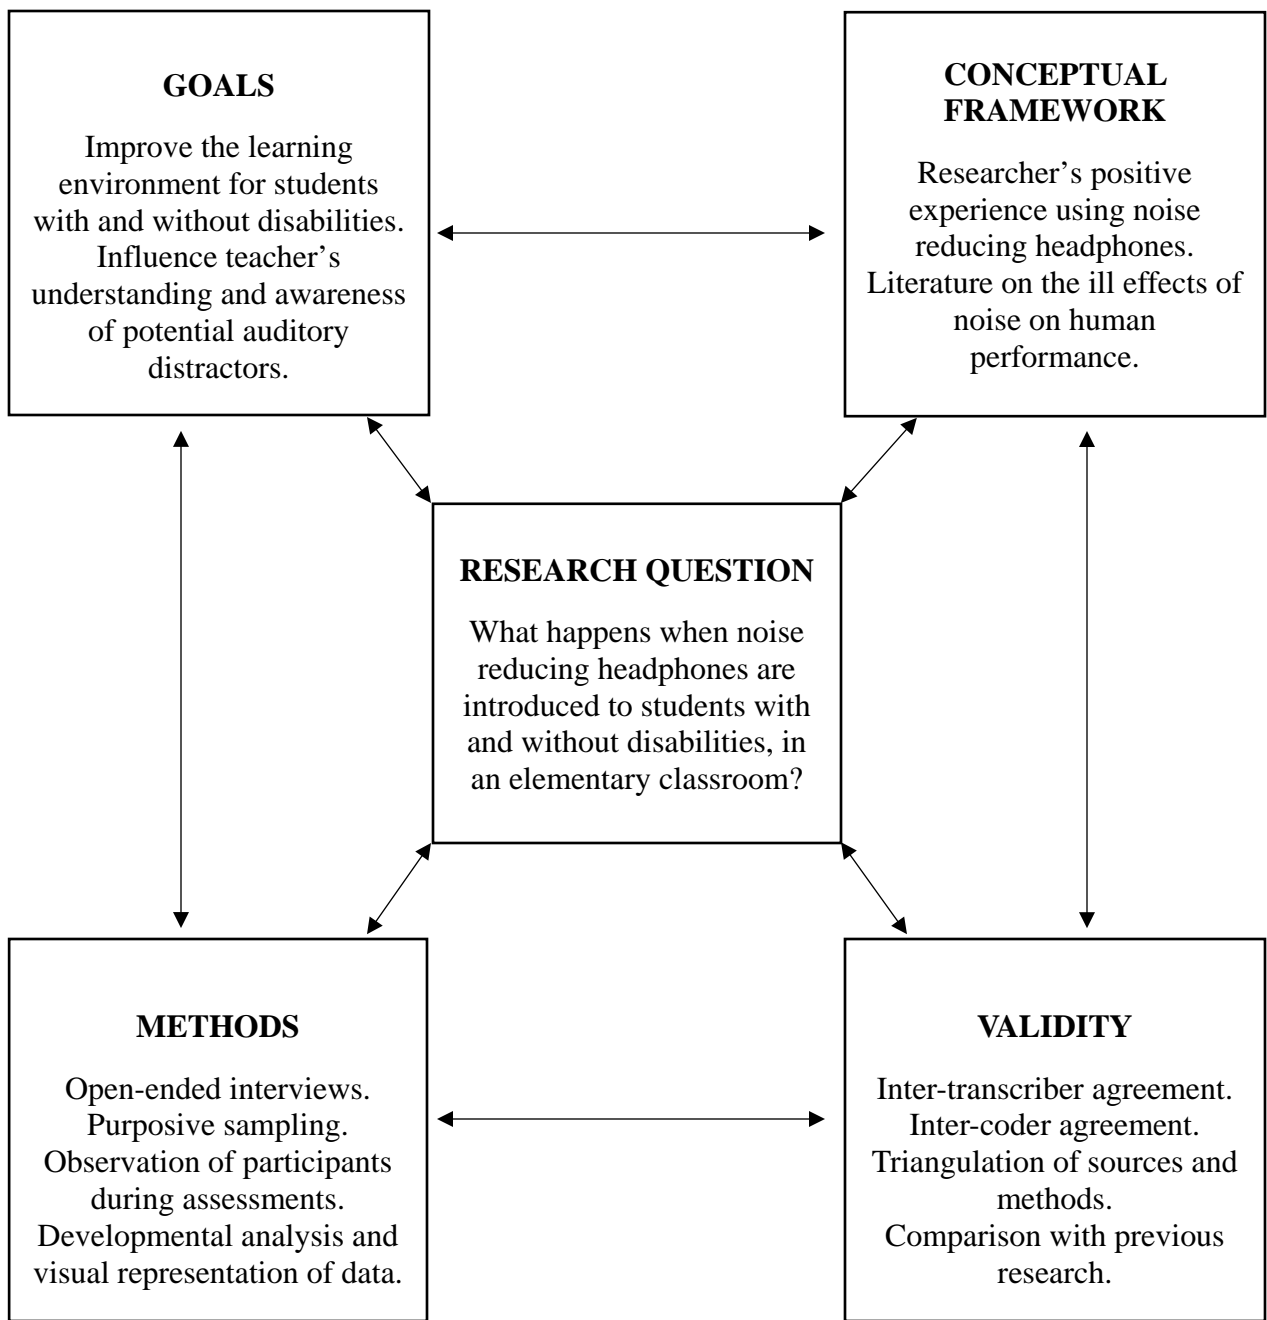 GOALS
Improve the learning
environment for students
with and without disabilities.
Influence teacher’s
understanding and awareness
of potential auditory
distractors.
CONCEPTUAL
FRAMEWORK
Researcher’s positive
experience using noise
reducing headphones.
Literature on the ill effects of
noise on human
performance.
RESEARCH QUESTION
What happens when noise
reducing headphones are
introduced to students with
and without disabilities, in
an elementary classroom?
METHODS
Open-ended interviews.
Purposive sampling.
Observation of participants
during assessments.
Developmental analysis and
visual representation of data.
VALIDITY
Inter-transcriber agreement.
Inter-coder agreement.
Triangulation of sources and
methods.
Comparison with previous
research.